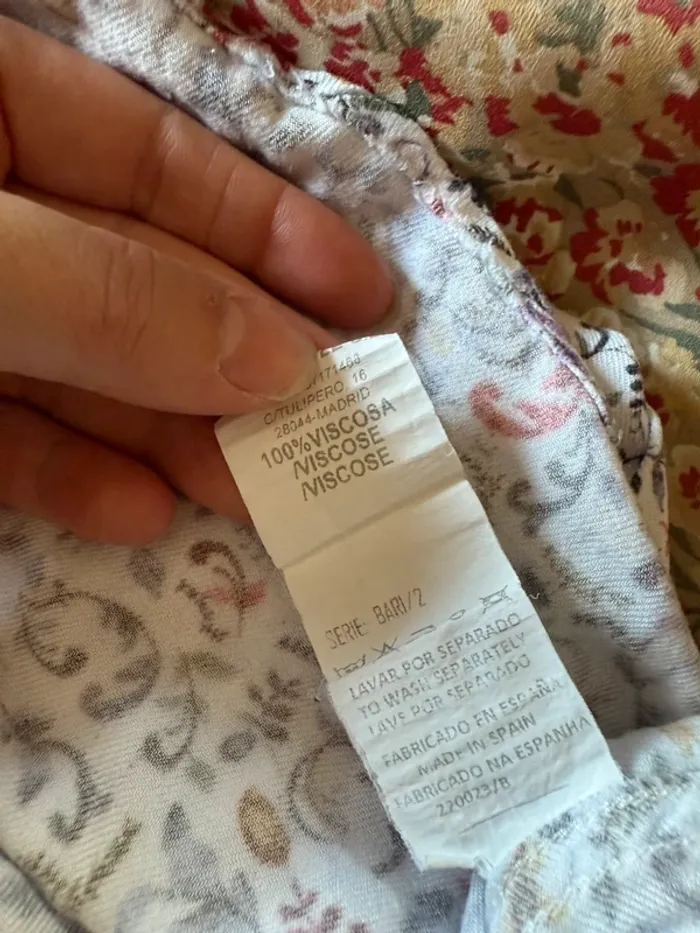 C/TULIPERO 16
28044-MADRID
100%VISCOSA
/VISCOSE
/VISCOSE
SERIE: BARI/2
LAVAR POR SEPARADO
TO WASH SEPARATELY
LAVE POR SEPARADO
FABRICADO EN ESPAÑA
MADE IN SPAIN
FABRICADO NA ESPANHA
220023/B